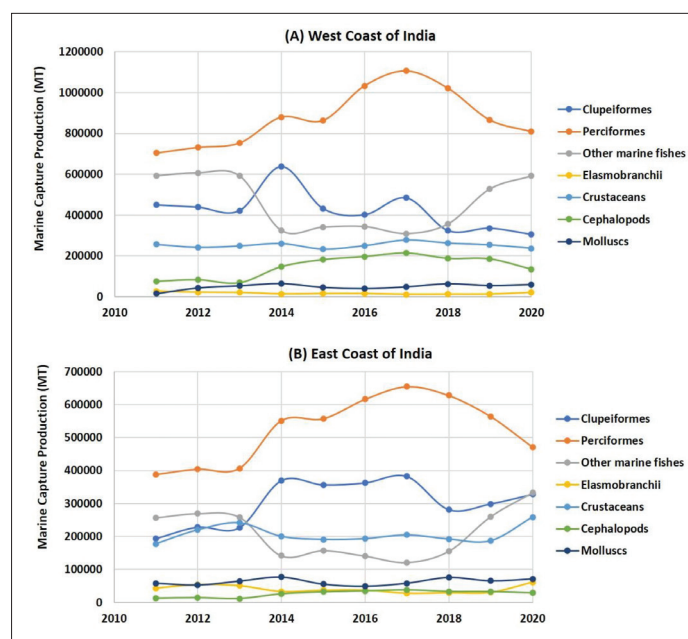 (A) West Coast of India
Marine Capture Production (MT)
1200000
1000000
800000
600000
400000
200000
0
2010
2012
2014
2016
2018
2020
Clupeiformes
Perciformes
Other marine fishes
Elasmobranchii
Crustaceans
Cephalopods
Molluscs
(B) East Coast of India
Marine Capture Production (MT)
700000
600000
500000
400000
300000
200000
100000
0
2010
2012
2014
2016
2018
2020
Clupeiformes
Perciformes
Other marine fishes
Elasmobranchii
Crustaceans
Cephalopods
Molluscs